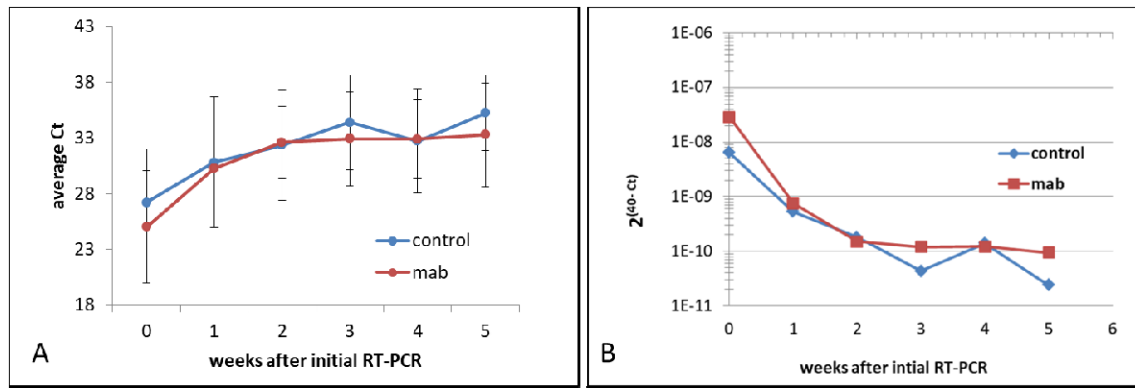 43
38
33
28
23
18
average Ct
control
mab
0 1 2 3 4 5
weeks after initial RT-PCR
A
1E-06
1E-07
1E-08
1E-09
1E-10
1E-11
2(40- Ct)
control
mab
0 1 2 3 4 5 6
weeks after intial RT-PCR
B